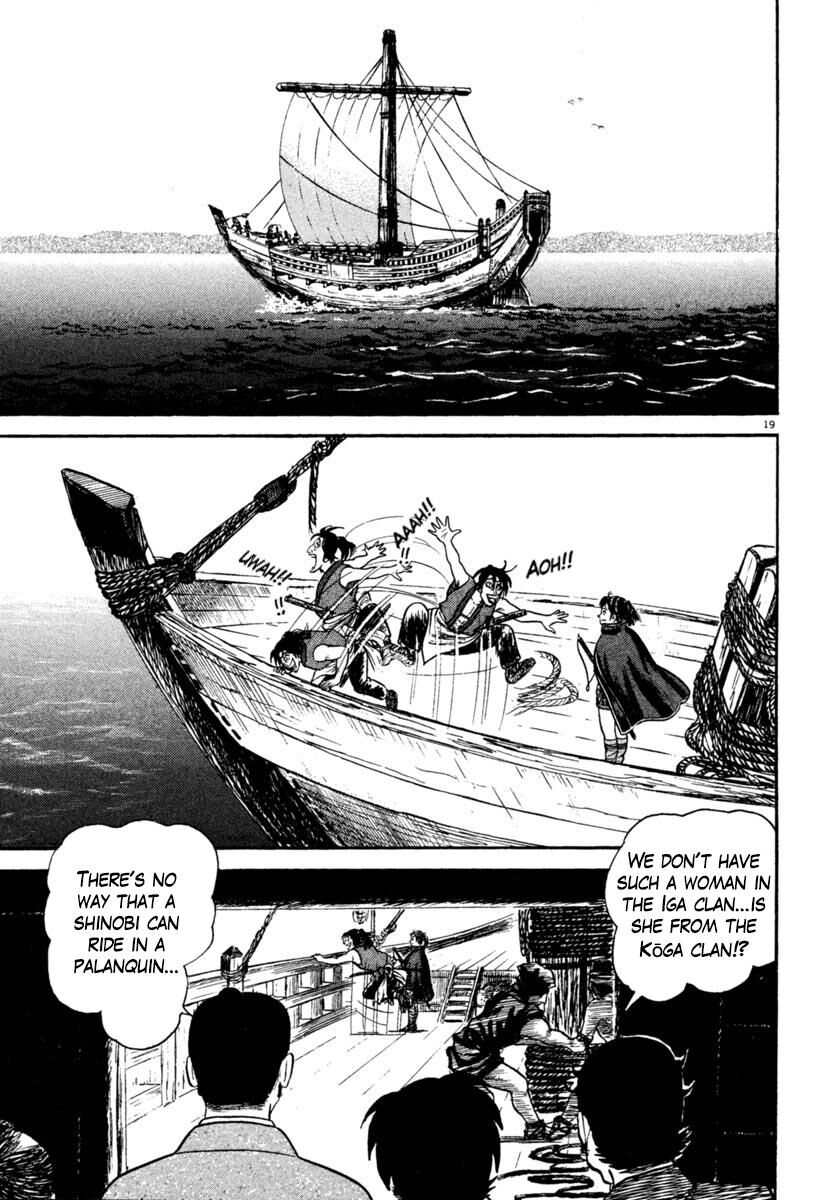 19
AAAH!!
AOH!!
UWAH!!
!!
!!
WE DON'T HAVE
SUCH A WOMAN IN
THE IGA CLAN...IS
SHE FROM THE
KŌGA CLAN!?
THERE'S NO
WAY THAT A
SHINOBI CAN
RIDE IN A
PALANQUIN...